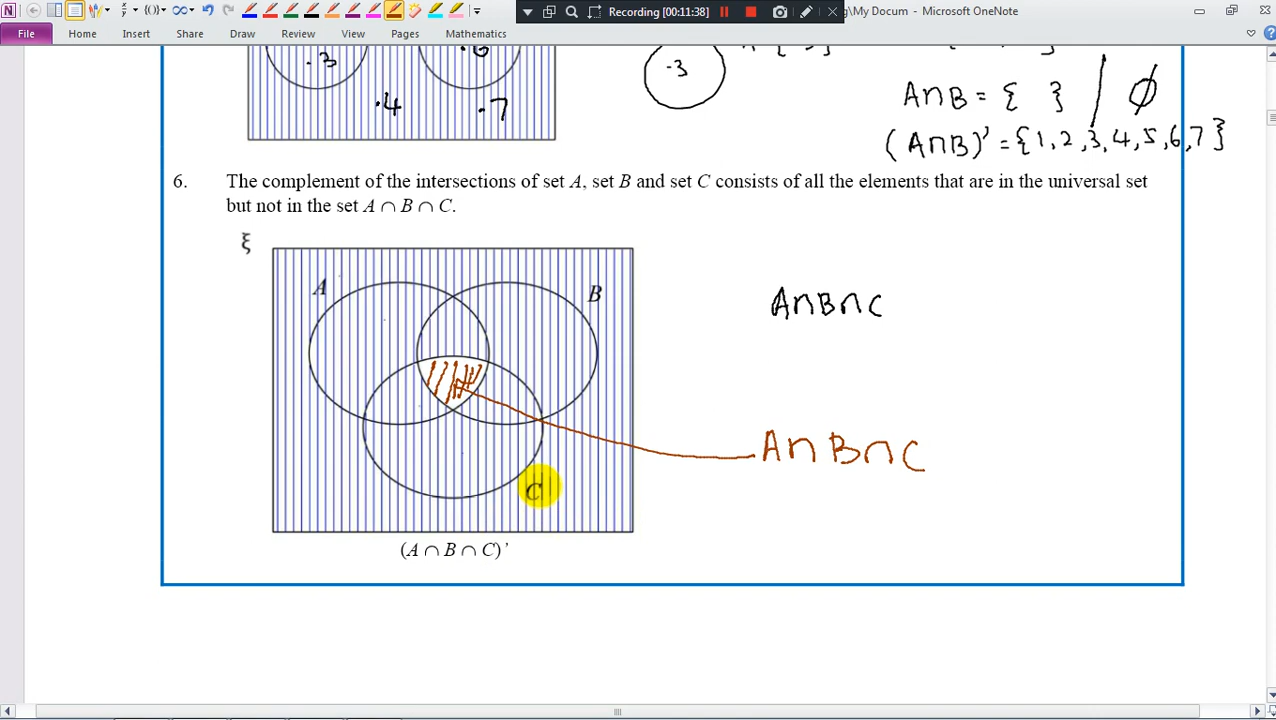 Recording [00:11:38]
g\My Docum - Microsoft OneNote
File Home Insert Share Draw Review View Pages Mathematics
.3
.4
.7
.3
A∩B = { } / ∅
(A∩B)' = {1,2,3,4,5,6,7}
6. The complement of the intersections of set A, set B and set C consists of all the elements that are in the universal set
but not in the set A ∩ B ∩ C.
ξ
A
B
A∩B∩C
A∩B∩C
C
(A ∩ B ∩ C)’